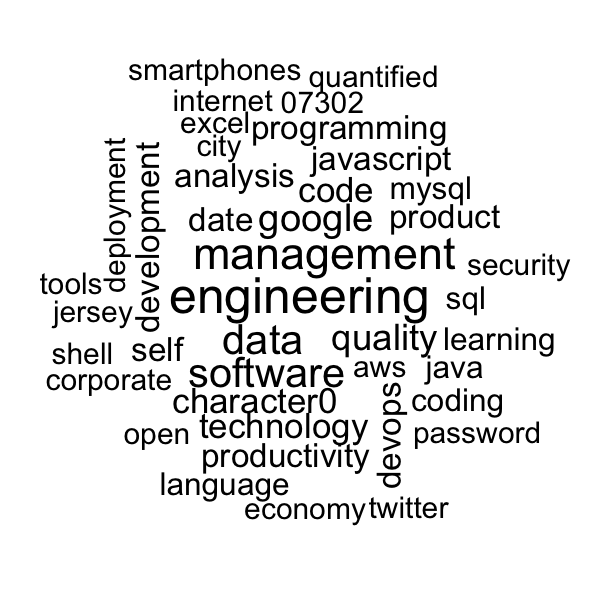 smartphones quantified
internet 07302
excel programming
city javascript
deployment development analysis code mysql
date google product
management security
tools engineering sql
jersey
data quality learning
shell self
corporate software aws java
character0 devops coding
open technology password
productivity
language
economy twitter